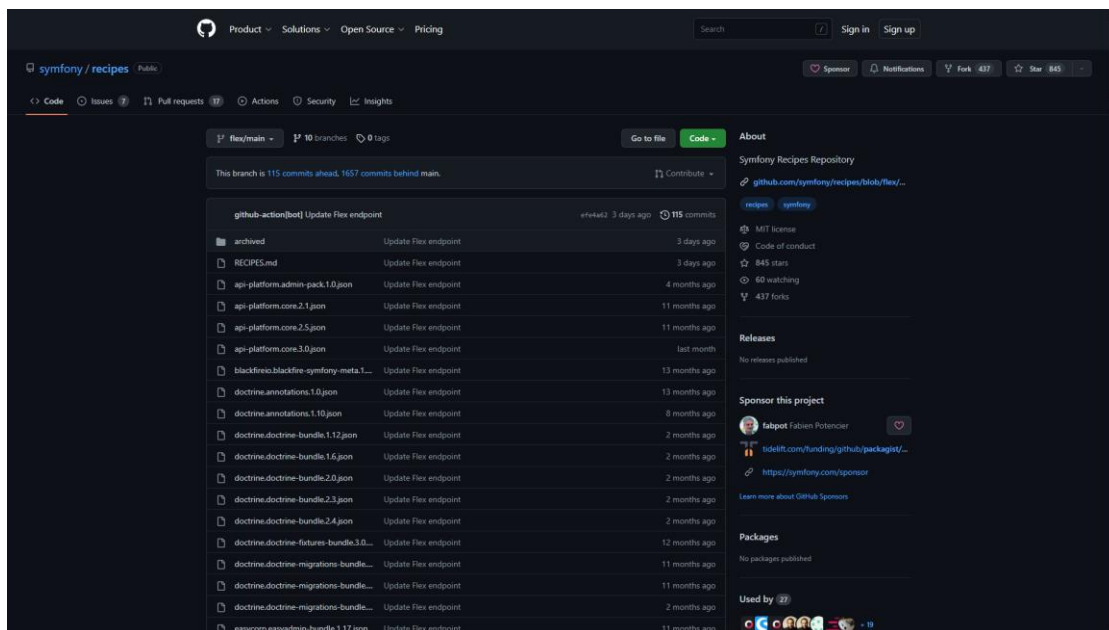 Product Solutions Open Source Pricing Search / Sign in Sign up
symfony / recipes Public Sponsor Notifications Fork 437 Star 845
Code Issues 7 Pull requests 17 Actions Security Insights
flex/main 10 branches 0 tags Go to file Code
This branch is 115 commits ahead, 1657 commits behind main. Contribute
github-action[bot] Update Flex endpoint efe4a62 3 days ago 115 commits
archived Update Flex endpoint 3 days ago
RECIPES.md Update Flex endpoint 3 days ago
api-platform.admin-pack.1.0.json Update Flex endpoint 4 months ago
api-platform.core.2.1.json Update Flex endpoint 11 months ago
api-platform.core.2.5.json Update Flex endpoint 11 months ago
api-platform.core.3.0.json Update Flex endpoint last month
blackfireio.blackfire-symfony-meta.1.... Update Flex endpoint 13 months ago
doctrine.annotations.1.0.json Update Flex endpoint 13 months ago
doctrine.annotations.1.10.json Update Flex endpoint 8 months ago
doctrine.doctrine-bundle.1.12.json Update Flex endpoint 2 months ago
doctrine.doctrine-bundle.1.6.json Update Flex endpoint 2 months ago
doctrine.doctrine-bundle.2.0.json Update Flex endpoint 2 months ago
doctrine.doctrine-bundle.2.3.json Update Flex endpoint 2 months ago
doctrine.doctrine-bundle.2.4.json Update Flex endpoint 2 months ago
doctrine.doctrine-fixtures-bundle.3.0.... Update Flex endpoint 12 months ago
doctrine.doctrine-migrations-bundle.... Update Flex endpoint 11 months ago
doctrine.doctrine-migrations-bundle.... Update Flex endpoint 11 months ago
doctrine.doctrine-migrations-bundle.... Update Flex endpoint 2 months ago
easycorp.easyadmin-bundle.1.17.json Update Flex endpoint 11 months ago
About
Symfony Recipes Repository
github.com/symfony/recipes/blob/flex/...
recipes symfony
MIT license
Code of conduct
845 stars
60 watching
437 forks
Releases
No releases published
Sponsor this project
fabpot Fabien Potencier
tidelift.com/funding/github/packagist/...
https://symfony.com/sponsor
Learn more about GitHub Sponsors
Packages
No packages published
Used by 27
+ 19